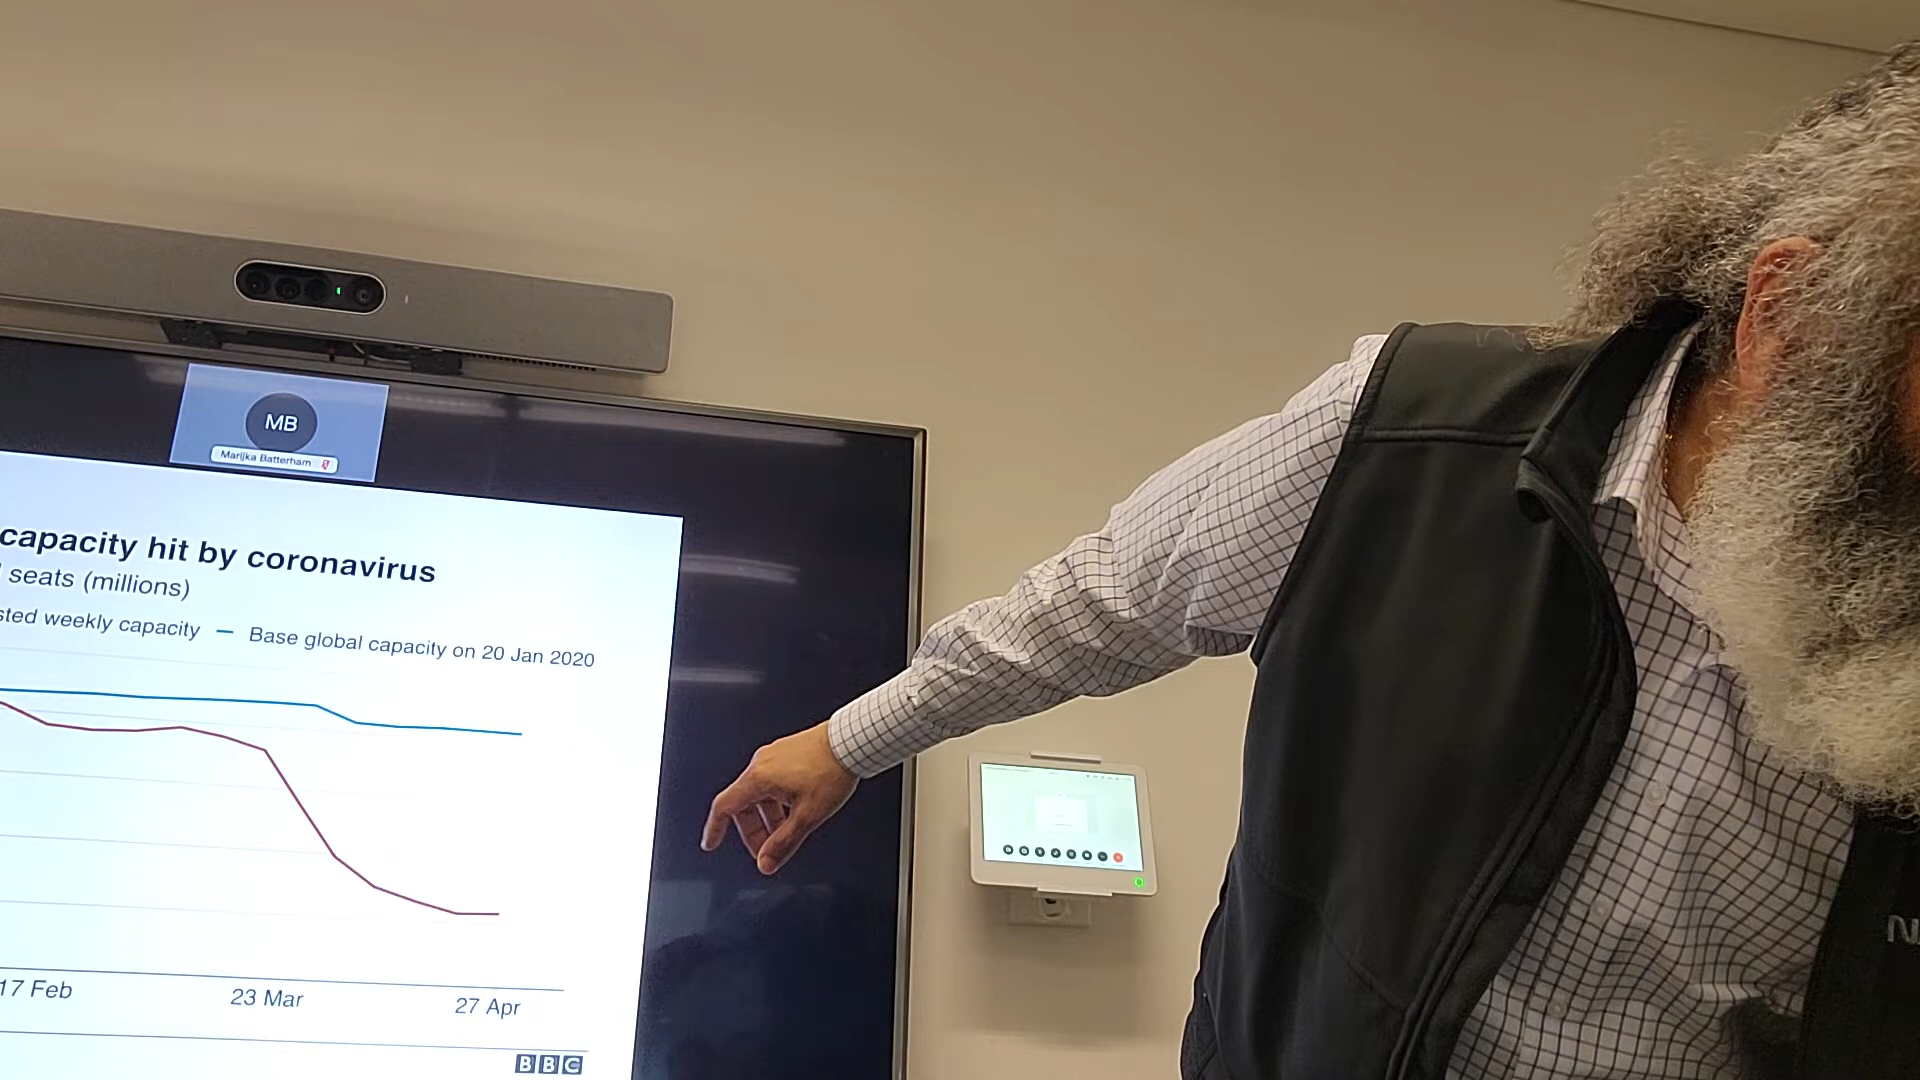 MB
Marijka Batterham
capacity hit by coronavirus
seats (millions)
weekly capacity
Base global capacity on 20 Jan 2020
17 Feb
23 Mar
27 Apr
BBC